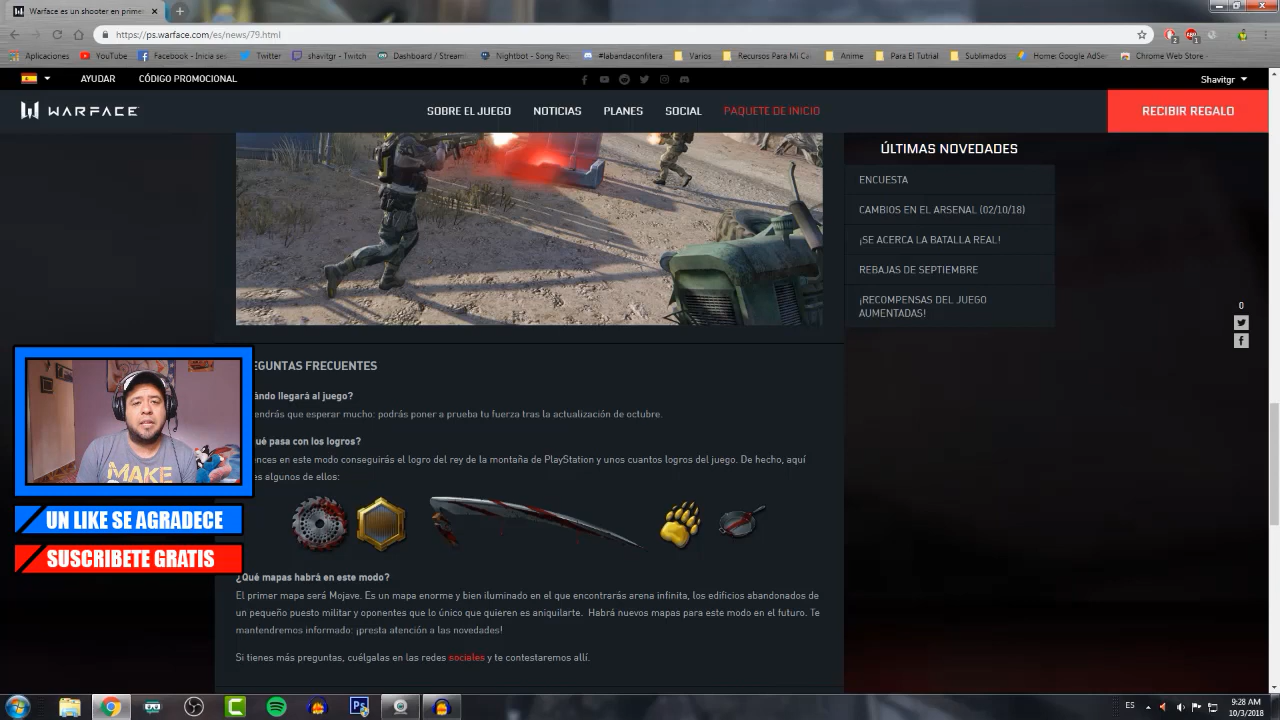 Warface es un shooter en prime
https://ps.warface.com/es/news/79.html
Aplicaciones
YouTube
Facebook - Inicia ses
shavitgr - Twitch
Dashboard / Stream
Nightbot - Song Req
#labandaconfitera
Varios
Recursos Para Mi Ca
Anime
Para El Tutrial
Sublimados
Home: Google AdSe
Chrome Web Store -
AYUDAR
CÓDIGO PROMOCIONAL
Shavitgr
WARFACE
SOBRE EL JUEGO
NOTICIAS
PLANES
SOCIAL
PAQUETE DE INICIO
RECIBIR REGALO
ÚLTIMAS NOVEDADES
ENCUESTA
CAMBIOS EN EL ARSENAL (02/10/18)
¡SE ACERCA LA BATALLA REAL!
REBAJAS DE SEPTIEMBRE
¡RECOMPENSAS DEL JUEGO
AUMENTADAS!
0
EGUNTAS FRECUENTES
ándo llegará al juego?
endrás que esperar mucho: podrás poner a prueba tu fuerza tras la actualización de octubre.
ué pasa con los logros?
ences en este modo conseguirás el logro del rey de la montaña de PlayStation y unos cuantos logros del juego. De hecho, aquí
es algunos de ellos:
MAKE
UN LIKE SE AGRADECE
SUSCRIBETE GRATIS
¿Qué mapas habrá en este modo?
El primer mapa será Mojave. Es un mapa enorme y bien iluminado en el que encontrarás arena infinita, los edificios abandonados de
un pequeño puesto militar y oponentes que lo único que quieren es aniquilarte. Habrá nuevos mapas para este modo en el futuro. Te
mantendremos informado: ¡presta atención a las novedades!
Si tienes más preguntas, cuélgalas en las redes sociales y te contestaremos allí.
Ps
ES
9:28 AM
10/3/2018